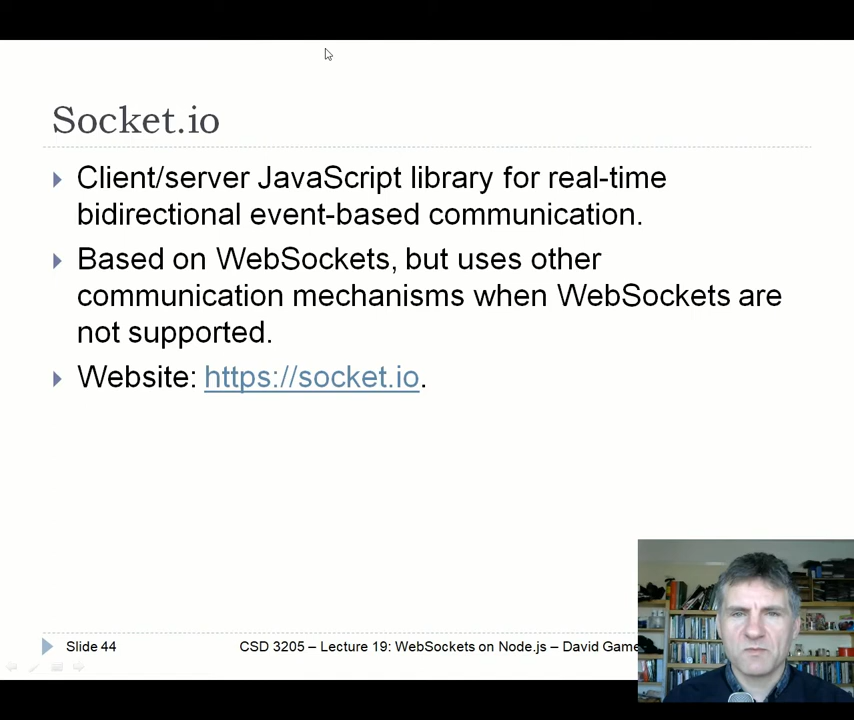 Socket.io
Client/server JavaScript library for real-time
bidirectional event-based communication.
Based on WebSockets, but uses other
communication mechanisms when WebSockets are
not supported.
Website: https://socket.io.
Slide 44
CSD 3205 – Lecture 19: WebSockets on Node.js – David Game